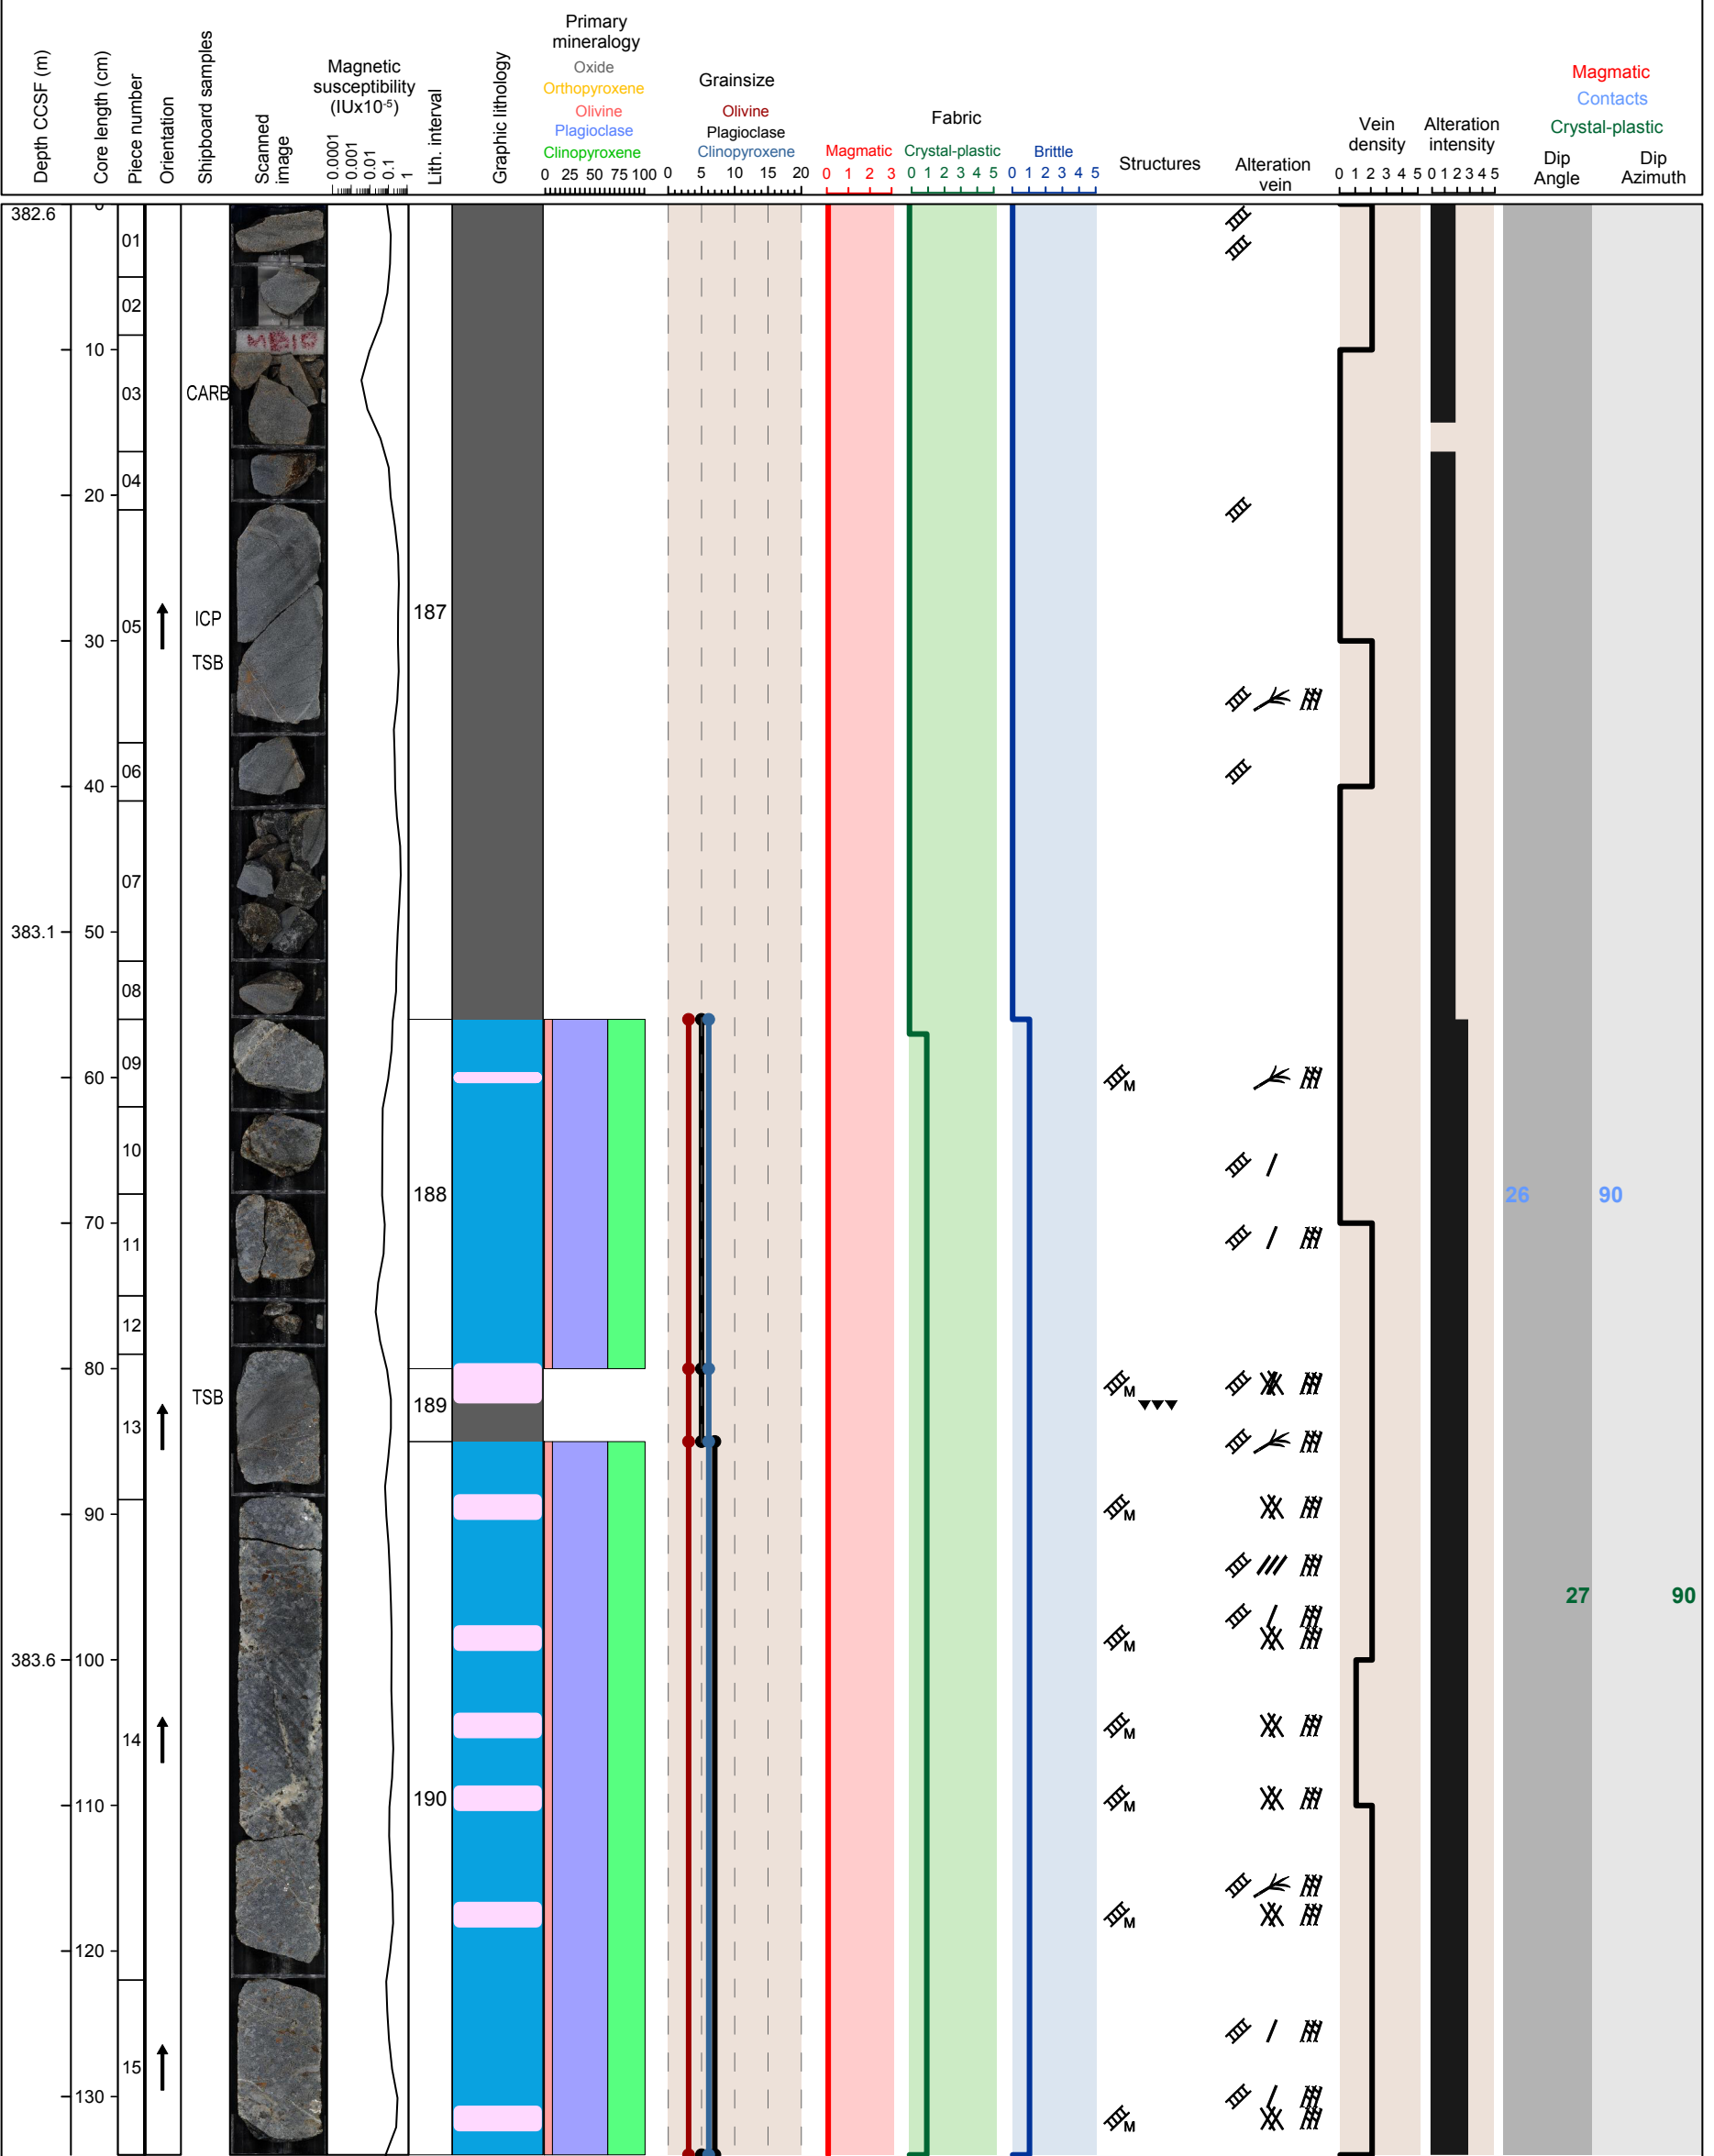 Depth CCSF (m)
Core length (cm)
Piece number
Orientation
Shipboard samples
Scanned
image
Magnetic
susceptibility
(IUx10-5)
0.0001
0.001
0.01
0.1
1
Lith. interval
Graphic lithology
Primary
mineralogy
Oxide
Orthopyroxene
Olivine
Plagioclase
Clinopyroxene
0 25 50 75 100
Grainsize
Olivine
Plagioclase
Clinopyroxene
0 5 10 15 20
Fabric
Magmatic
0 1 2 3
Crystal-plastic
0 1 2 3 4 5
Brittle
0 1 2 3 4 5
Structures
Alteration
vein
Vein
density
0 1 2 3 4 5
Alteration
intensity
0 1 2 3 4 5
Magmatic
Contacts
Crystal-plastic
Dip
Angle
Dip
Azimuth
382.6
0
01
02
10
03
CARB
04
20
05
ICP
187
30
TSB
06
40
07
383.1
50
08
09
60
M
10
188
26
90
70
11
12
80
M
TSB
189
13
90
M
27
90
383.6
100
M
14
M
110
190
M
M
120
15
130
M